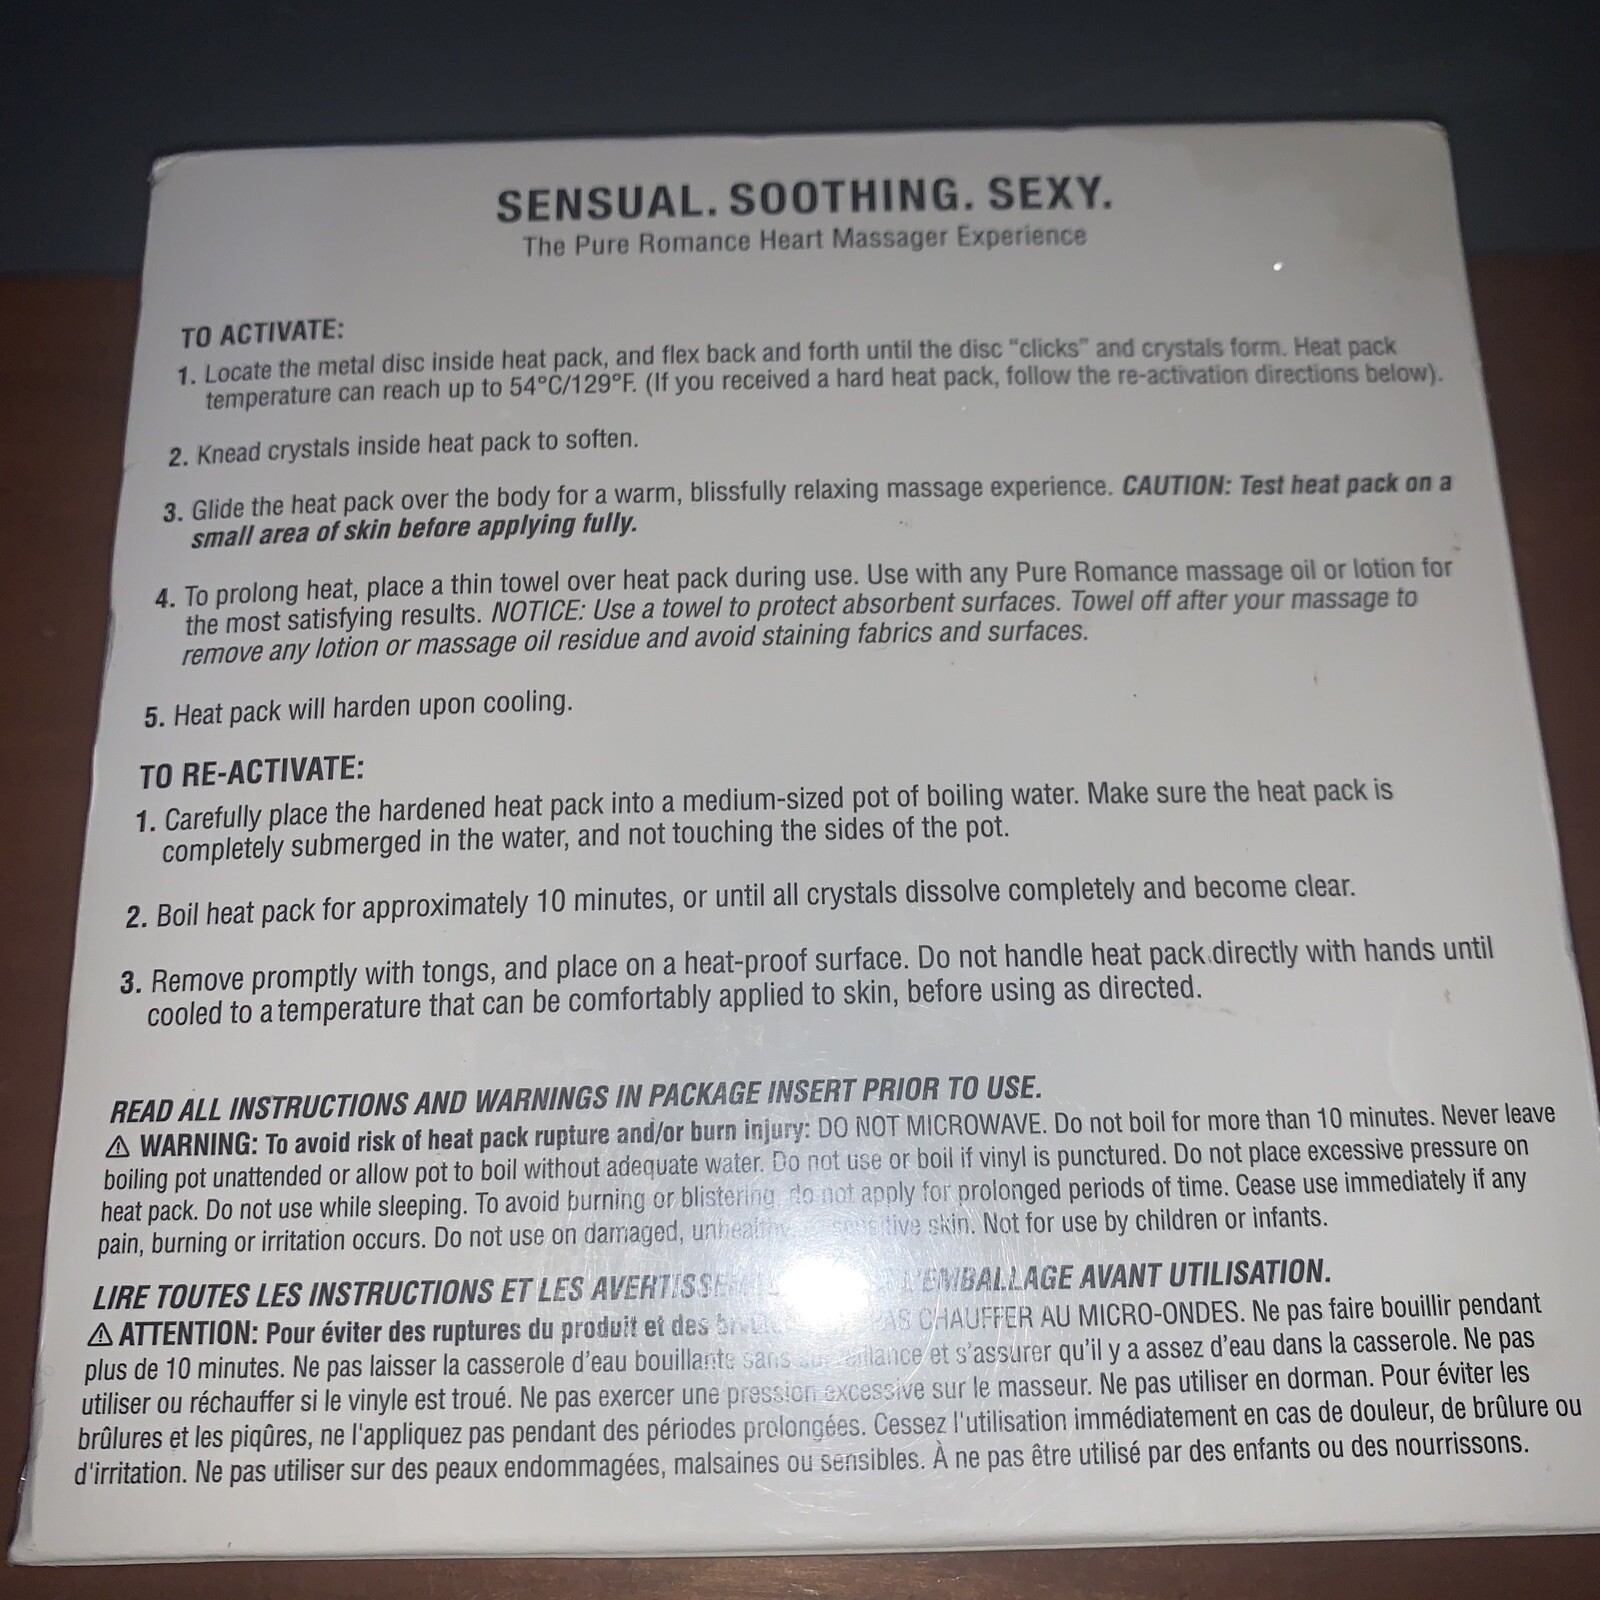 SENSUAL. SOOTHING. SEXY.
The Pure Romance Heart Massager Experience
TO ACTIVATE:
1. Locate the metal disc inside heat pack, and flex back and forth until the disc “clicks” and crystals form. Heat pack
temperature can reach up to 54°C/129°F. (If you received a hard heat pack, follow the re-activation directions below).
2. Knead crystals inside heat pack to soften.
3. Glide the heat pack over the body for a warm, blissfully relaxing massage experience. CAUTION: Test heat pack on a
small area of skin before applying fully.
4. To prolong heat, place a thin towel over heat pack during use. Use with any Pure Romance massage oil or lotion for
the most satisfying results. NOTICE: Use a towel to protect absorbent surfaces. Towel off after your massage to
remove any lotion or massage oil residue and avoid staining fabrics and surfaces.
5. Heat pack will harden upon cooling.
TO RE-ACTIVATE:
1. Carefully place the hardened heat pack into a medium-sized pot of boiling water. Make sure the heat pack is
completely submerged in the water, and not touching the sides of the pot.
2. Boil heat pack for approximately 10 minutes, or until all crystals dissolve completely and become clear.
3. Remove promptly with tongs, and place on a heat-proof surface. Do not handle heat pack directly with hands until
cooled to a temperature that can be comfortably applied to skin, before using as directed.
READ ALL INSTRUCTIONS AND WARNINGS IN PACKAGE INSERT PRIOR TO USE.
⚠ WARNING: To avoid risk of heat pack rupture and/or burn injury: DO NOT MICROWAVE. Do not boil for more than 10 minutes. Never leave
boiling pot unattended or allow pot to boil without adequate water. Do not use or boil if vinyl is punctured. Do not place excessive pressure on
heat pack. Do not use while sleeping. To avoid burning or blistering, do not apply for prolonged periods of time. Cease use immediately if any
pain, burning or irritation occurs. Do not use on damaged, unhealthy sensitive skin. Not for use by children or infants.
LIRE TOUTES LES INSTRUCTIONS ET LES L'EMBALLAGE AVANT UTILISATION.
⚠ ATTENTION: Pour éviter des ruptures du produit et des PAS CHAUFFER AU MICRO-ONDES. Ne pas faire bouillir pendant
plus de 10 minutes. Ne pas laisser la casserole d'eau bouillante sans surveillance et s'assurer qu'il y a assez d'eau dans la casserole. Ne pas
utiliser ou réchauffer si le vinyle est troué. Ne pas exercer une pression excessive sur le masseur. Ne pas utiliser en dorman. Pour éviter les
brûlures et les piqûres, ne l'appliquez pas pendant des périodes prolongées. Cessez l'utilisation immédiatement en cas de douleur, de brûlure ou
d'irritation. Ne pas utiliser sur des peaux endommagées, malsaines ou sensibles. À ne pas être utilisé par des enfants ou des nourrissons.